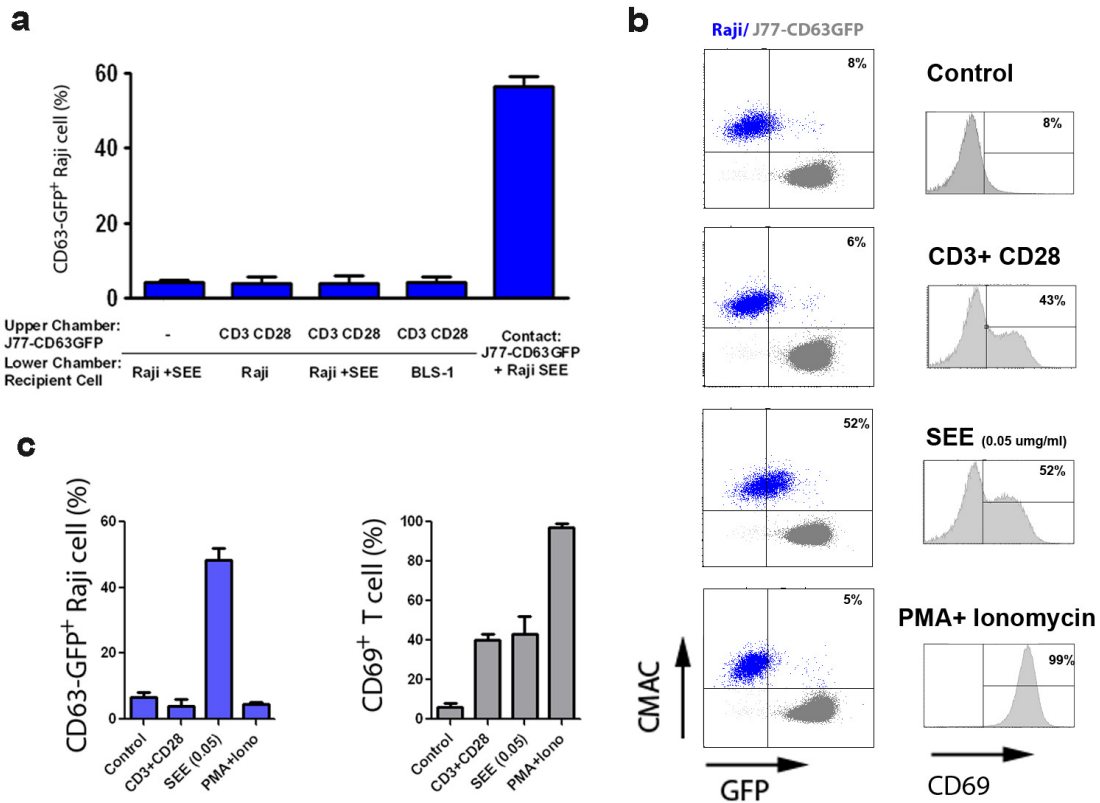 a
60
40
20
0
CD63-GFP+ Raji cell (%)
Upper Chamber: J77-CD63GFP
-
CD3 CD28
CD3 CD28
CD3 CD28
Contact: J77-CD63GFP + Raji SEE
Lower Chamber: Recipient Cell
Raji +SEE
Raji
Raji +SEE
BLS-1
b
Raji/ J77-CD63GFP
8%
Control
8%
6%
CD3+ CD28
43%
52%
SEE (0.05 umg/ml)
52%
5%
PMA+ Ionomycin
99%
CMAC
GFP
CD69
c
CD63-GFP+ Raji cell (%)
60
40
20
0
Control
CD3+CD28
SEE (0.05)
PMA+Iono
CD69+ T cell (%)
100
80
60
40
20
0
Control
CD3+CD28
SEE (0.05)
PMA+Iono